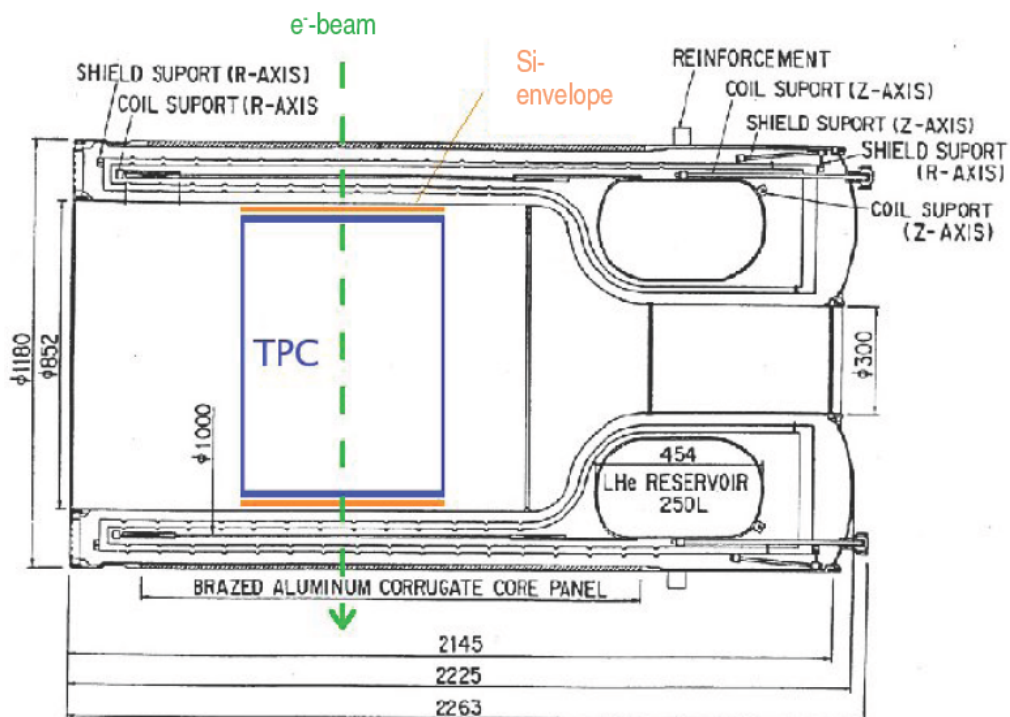 e⁻-beam
Si-
envelope
SHIELD SUPORT (R-AXIS)
COIL SUPORT (R-AXIS
REINFORCEMENT
COIL SUPORT (Z-AXIS)
SHIELD SUPORT (Z-AXIS)
SHIELD SUPORT
(R-AXIS)
COIL SUPORT
(Z-AXIS)
TPC
ϕ1180
ϕ852
ϕ1000
ϕ300
454
LHe RESERVOIR
250L
BRAZED ALUMINUM CORRUGATE CORE PANEL
2145
2225
2263